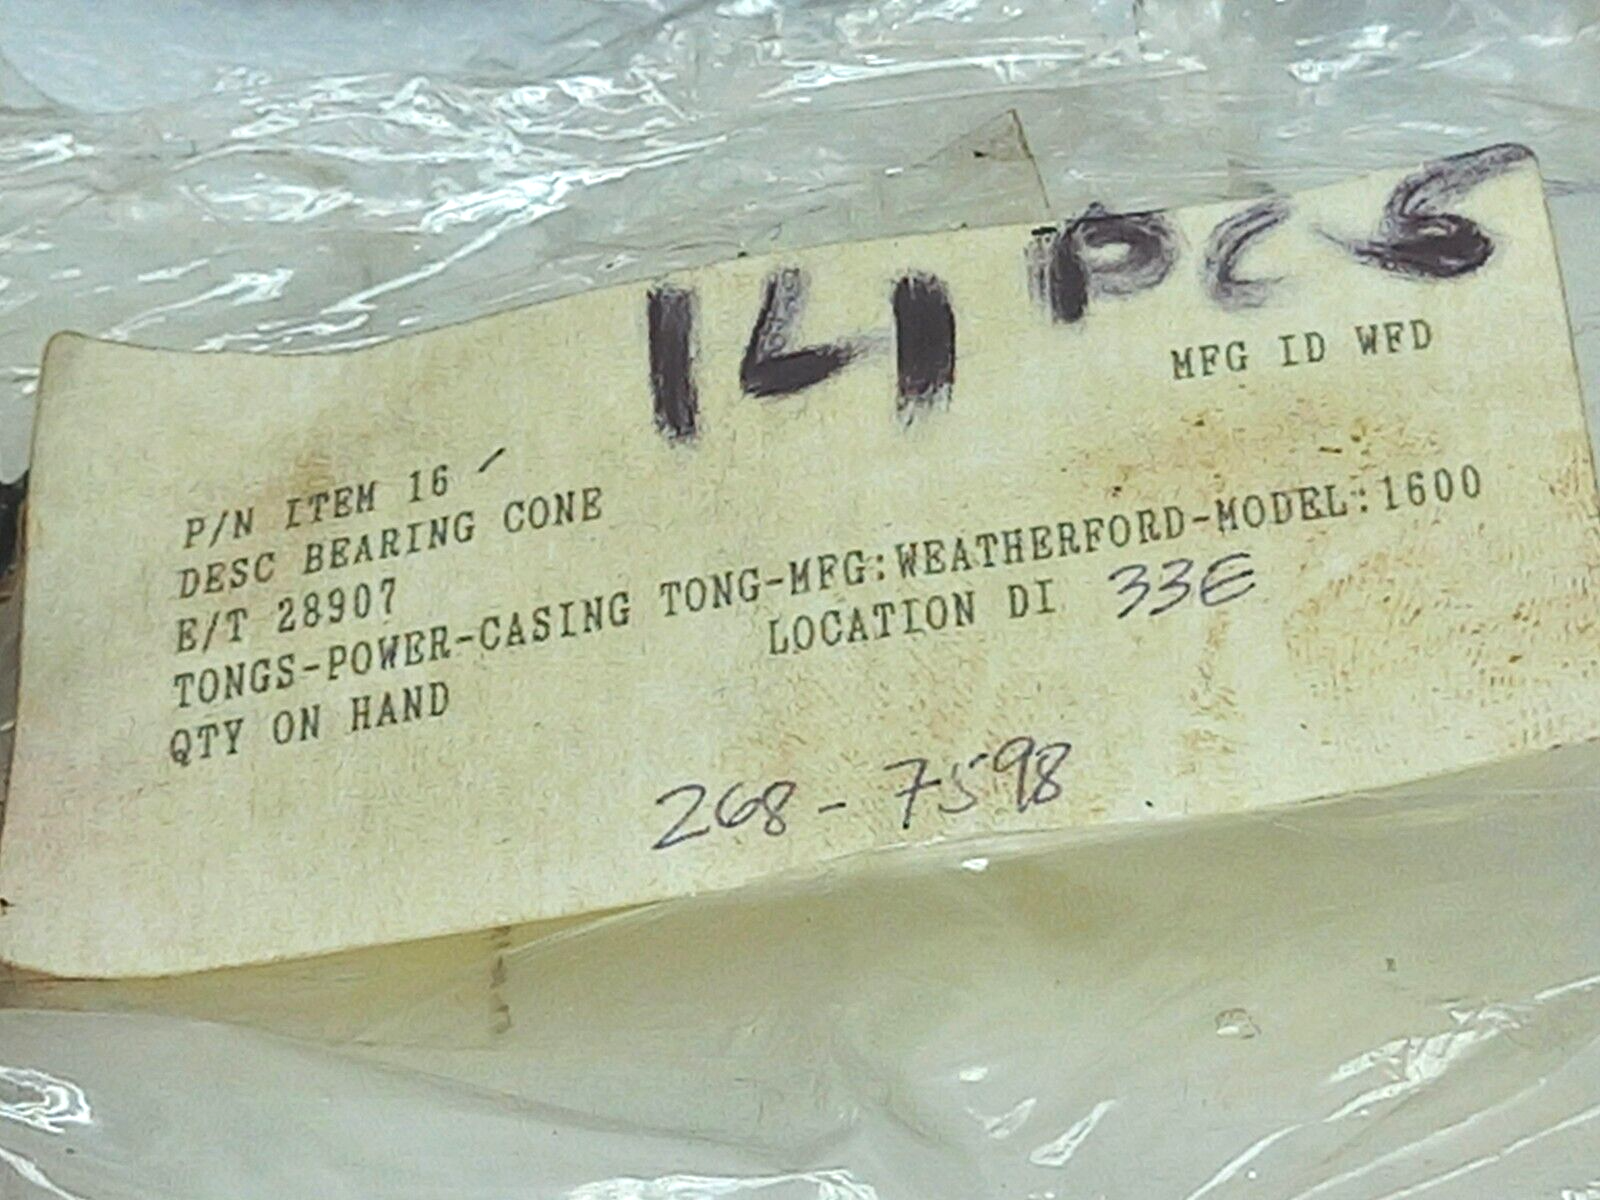 14 PCS
MFG ID WFD
P/N ITEM 16
DESC BEARING CONE
E/T 28907
TONGS-POWER-CASING TONG-MFG:WEATHERFORD-MODEL:1600
LOCATION DI 33E
QTY ON HAND
268-7598